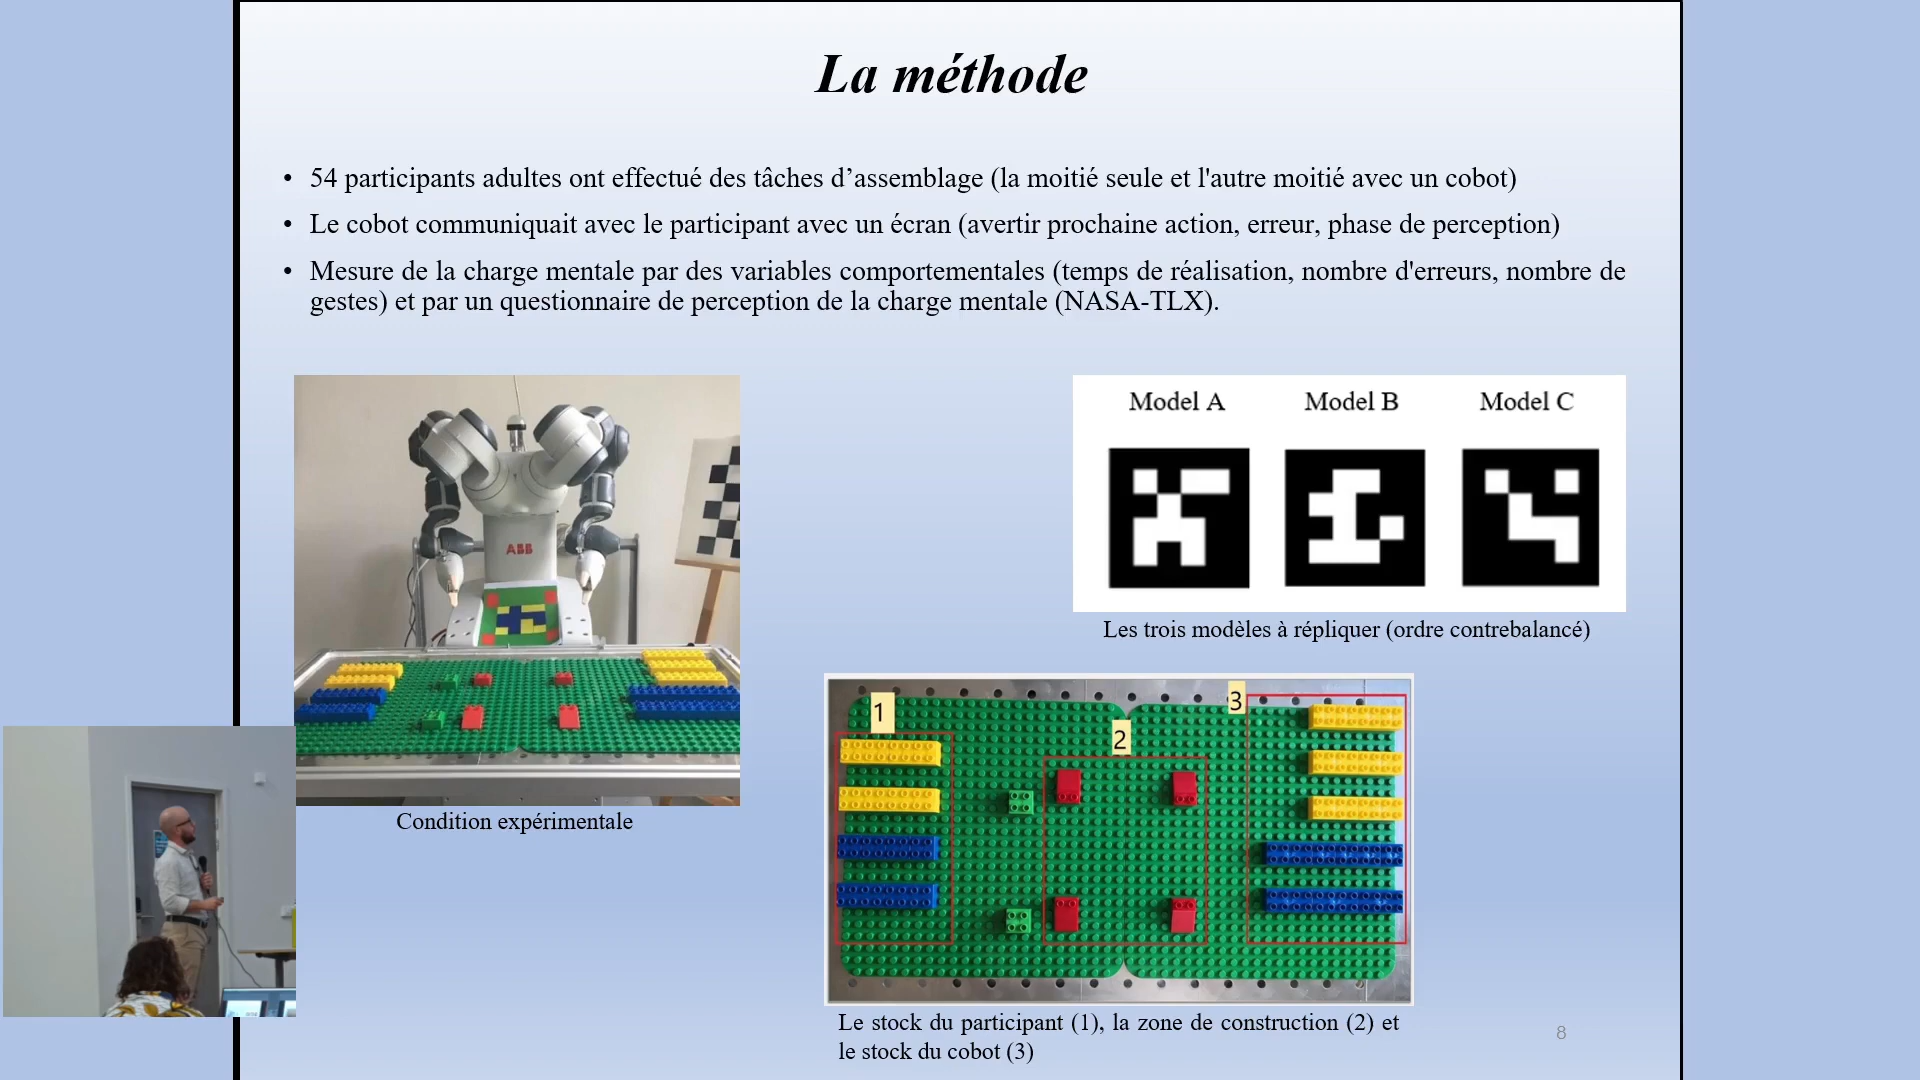 La méthode
• 54 participants adultes ont effectué des tâches d’assemblage (la moitié seule et l'autre moitié avec un cobot)
• Le cobot communiquait avec le participant avec un écran (avertir prochaine action, erreur, phase de perception)
• Mesure de la charge mentale par des variables comportementales (temps de réalisation, nombre d'erreurs, nombre de
gestes) et par un questionnaire de perception de la charge mentale (NASA-TLX).
ABB
Condition expérimentale
Model A Model B Model C
Les trois modèles à répliquer (ordre contrebalancé)
1
2
3
Le stock du participant (1), la zone de construction (2) et
le stock du cobot (3)
8